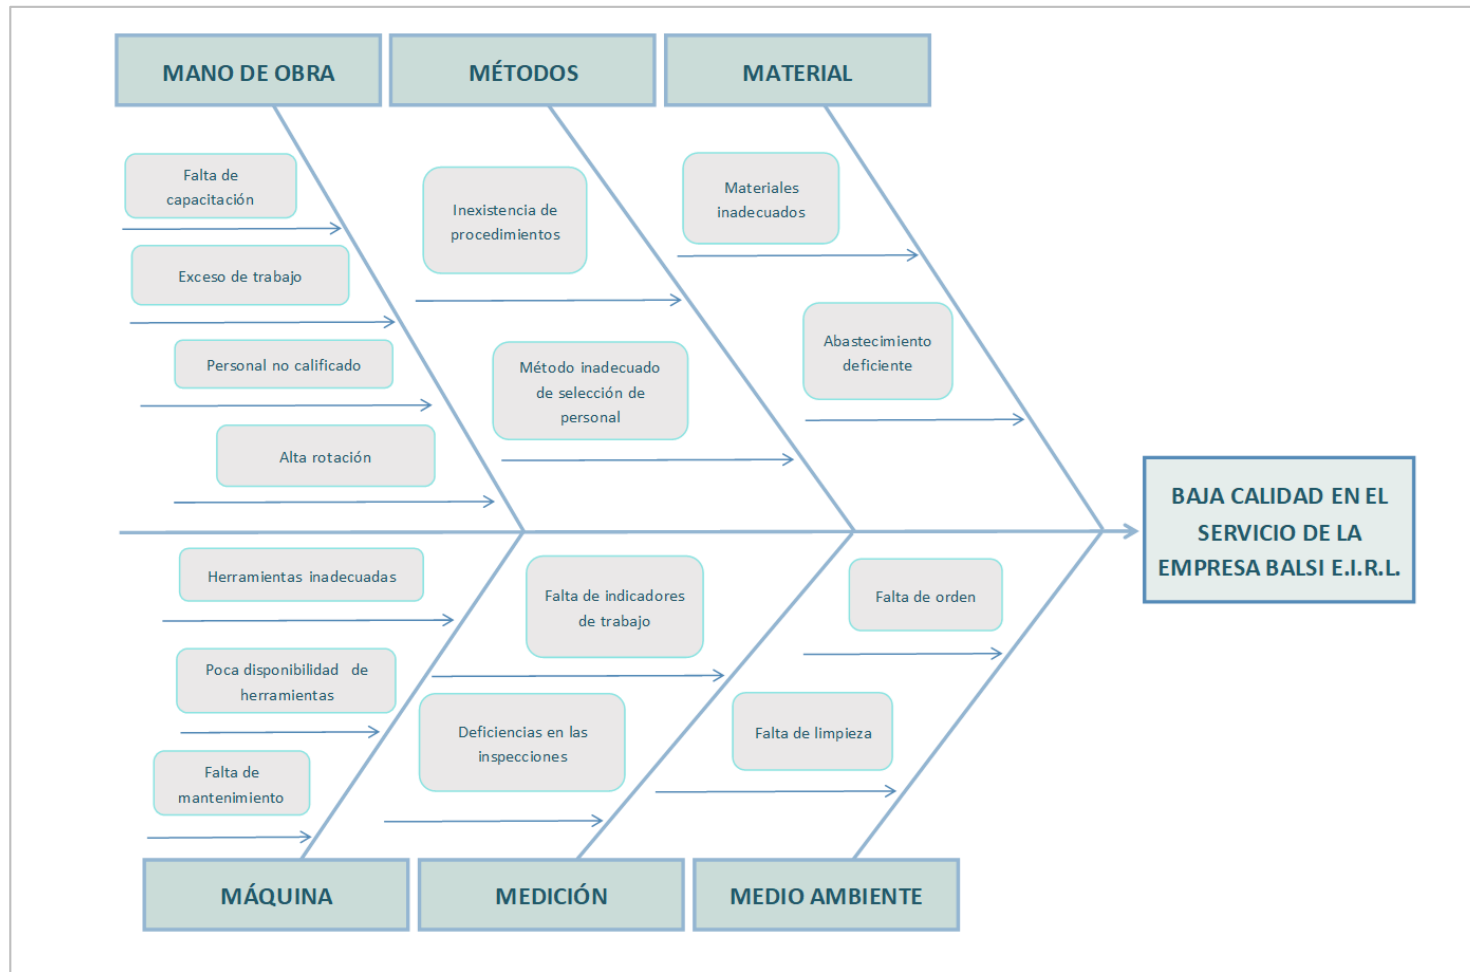 MANO DE OBRA
MÉTODOS
MATERIAL
Falta de
capacitación
Exceso de trabajo
Personal no calificado
Alta rotación
Inexistencia de
procedimientos
Método inadecuado
de selección de
personal
Materiales
inadecuados
Abastecimiento
deficiente
BAJA CALIDAD EN EL
SERVICIO DE LA
EMPRESA BALSI E.I.R.L.
Herramientas inadecuadas
Poca disponibilidad de
herramientas
Falta de
mantenimiento
Falta de indicadores
de trabajo
Deficiencias en las
inspecciones
Falta de orden
Falta de limpieza
MÁQUINA
MEDICIÓN
MEDIO AMBIENTE